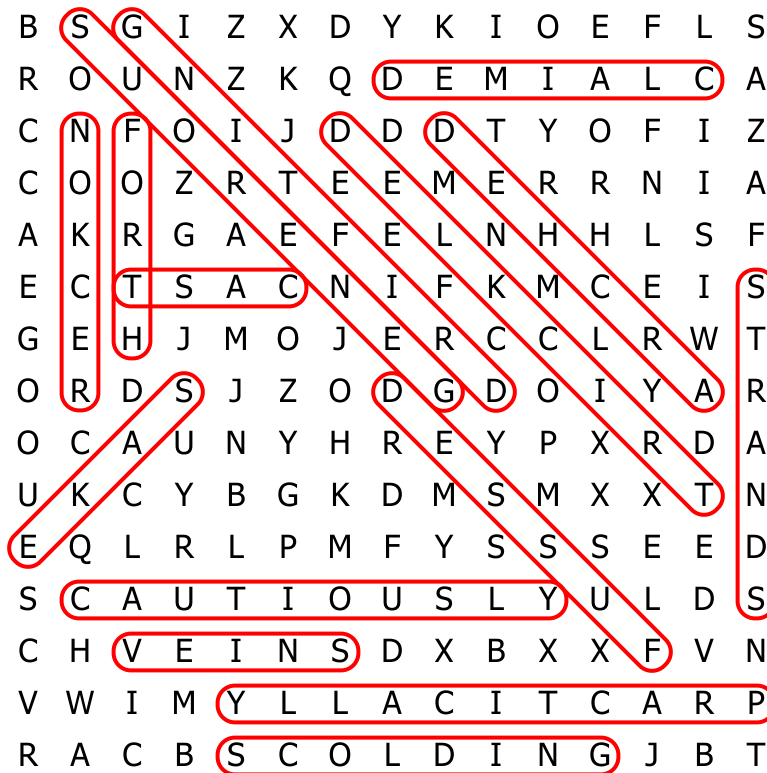 B S G I Z X D Y K I O E F L S
R O U N Z K Q D E M I A L C A
C N F O I J D D D T Y O F I Z
C O O Z R T E E M E R R N I A
A K R G A E F E L N H H L S F
E C T S A C N I F K M C E I S
G E H J M O J E R C C L R W T
O R D S J Z O D G D O I Y A R
O C A U N Y H R E Y P X R D A
U K C Y B G K D M S M X X T N
E Q L R L P M F Y S S S E E D
S C A U T I O U S L Y U L D S
C H V E I N S D X B X X F V N
V W I M Y L L A C I T C A R P
R A C B S C O L D I N G J B T